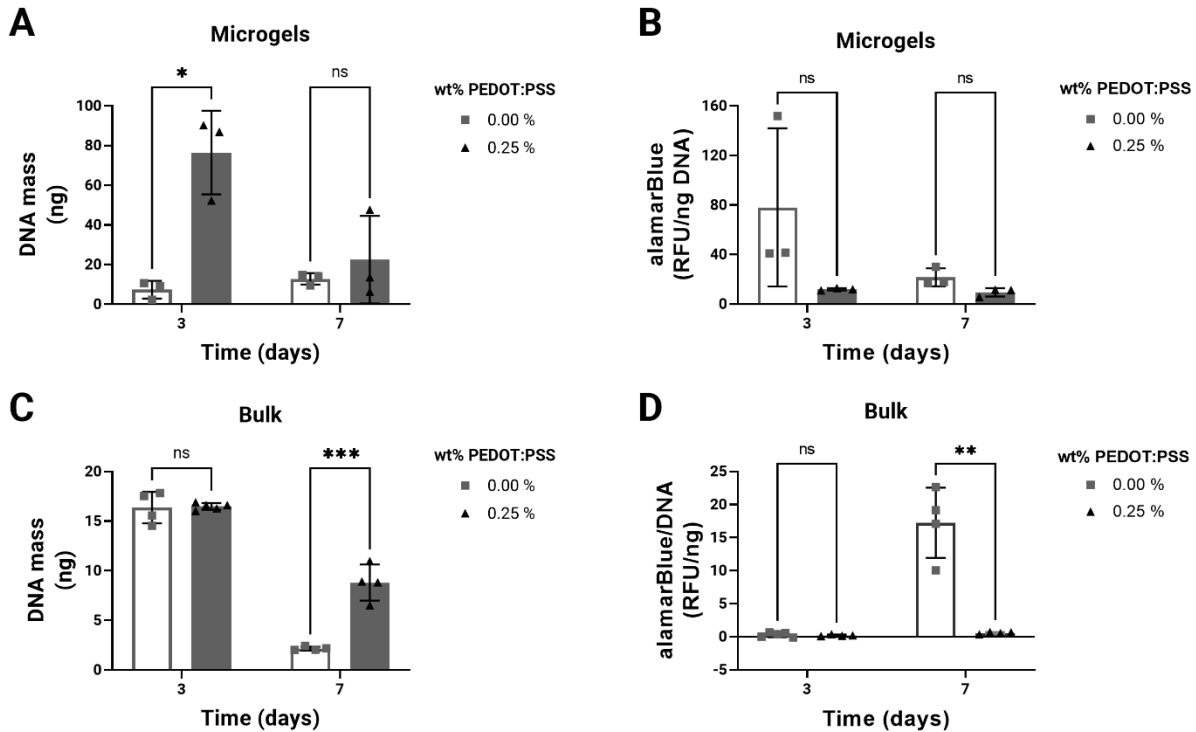 A
Microgels
*
ns
wt% PEDOT:PSS
0.00 %
0.25 %
DNA mass
(ng)
100
80
60
40
20
0
3
7
Time (days)
B
Microgels
ns
ns
wt% PEDOT:PSS
0.00 %
0.25 %
alamarBlue
(RFU/ng DNA)
160
120
80
40
0
3
7
Time (days)
C
Bulk
ns
***
wt% PEDOT:PSS
0.00 %
0.25 %
DNA mass
(ng)
20
15
10
5
0
3
7
Time (days)
D
Bulk
ns
**
wt% PEDOT:PSS
0.00 %
0.25 %
alamarBlue/DNA
(RFU/ng)
25
20
15
10
5
0
-5
3
7
Time (days)